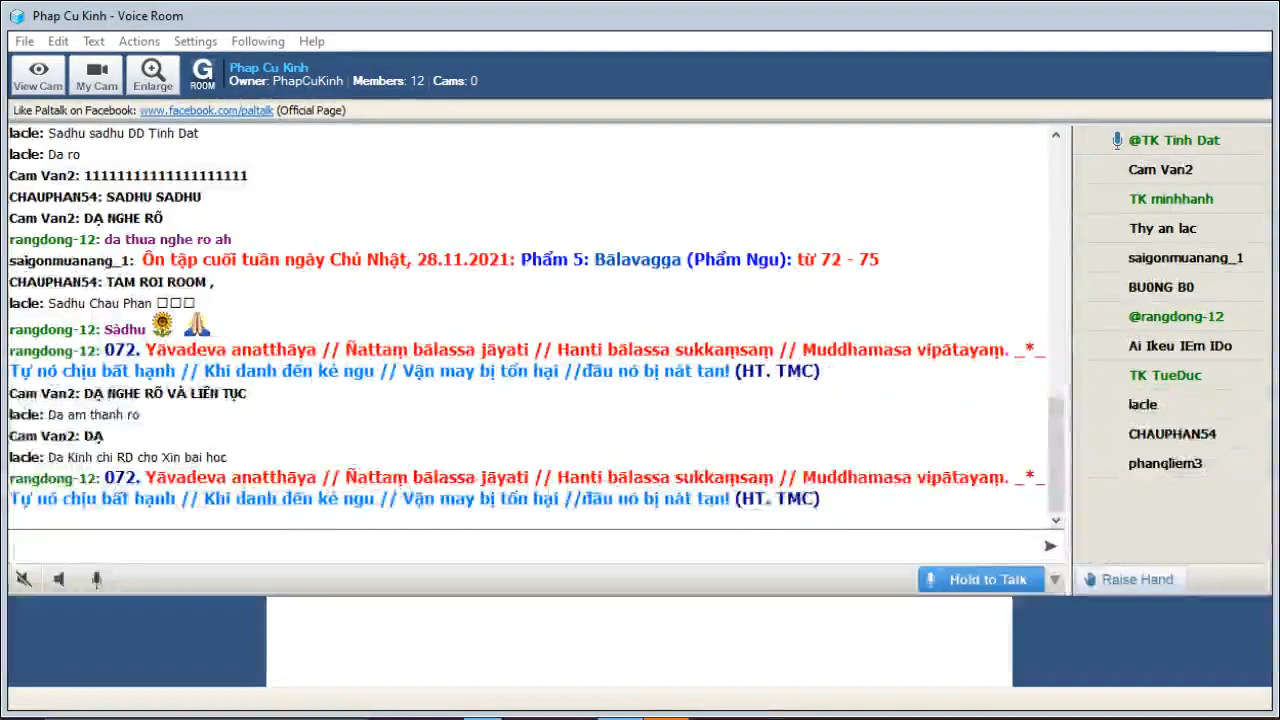 Phap Cu Kinh - Voice Room
File Edit Text Actions Settings Following Help
View Cam My Cam Enlarge G ROOM Phap Cu Kinh
Owner: PhapCuKinh Members: 12 Cams: 0
Like Paltalk on Facebook: www.facebook.com/paltalk (Official Page)
lacle: Sadhu sadhu DD Tinh Dat
lacle: Da ro
Cam Van2: 11111111111111111111
CHAUPHAN54: SADHU SADHU
Cam Van2: DẠ NGHE RÕ
rangdong-12: da thua nghe ro ah
saigonmuanang_1: Ôn tập cuối tuần ngày Chủ Nhật, 28.11.2021: Phẩm 5: Bālavagga (Phẩm Ngu): từ 72 - 75
CHAUPHAN54: TAM ROI ROOM ,
lacle: Sadhu Chau Phan □□□
rangdong-12: Sàdhu
rangdong-12: 072. Yāvadeva anatthāya // Ñattaṃ bālassa jāyati // Hanti bālassa sukkaṃsaṃ // Muddhamasa vipātayaṃ. _*_
Tự nó chịu bất hạnh // Khi danh đến kẻ ngu // Vận may bị tổn hại //đầu nó bị nát tan! (HT. TMC)
Cam Van2: DẠ NGHE RÕ VÀ LIÊN TỤC
lacle: Da am thanh ro
Cam Van2: DẠ
lacle: Da Kinh chi RD cho Xin bai hoc
rangdong-12: 072. Yāvadeva anatthāya // Ñattaṃ bālassa jāyati // Hanti bālassa sukkaṃsaṃ // Muddhamasa vipātayaṃ. _*_
Tự nó chịu bất hạnh // Khi danh đến kẻ ngu // Vận may bị tổn hại //đầu nó bị nát tan! (HT. TMC)
Hold to Talk
@TK Tinh Dat
Cam Van2
TK minhhanh
Thy an lac
saigonmuanang_1
BU0NG B0
@rangdong-12
Ai Ikeu IEm IDo
TK TueDuc
lacle
CHAUPHAN54
phanqliem3
Raise Hand